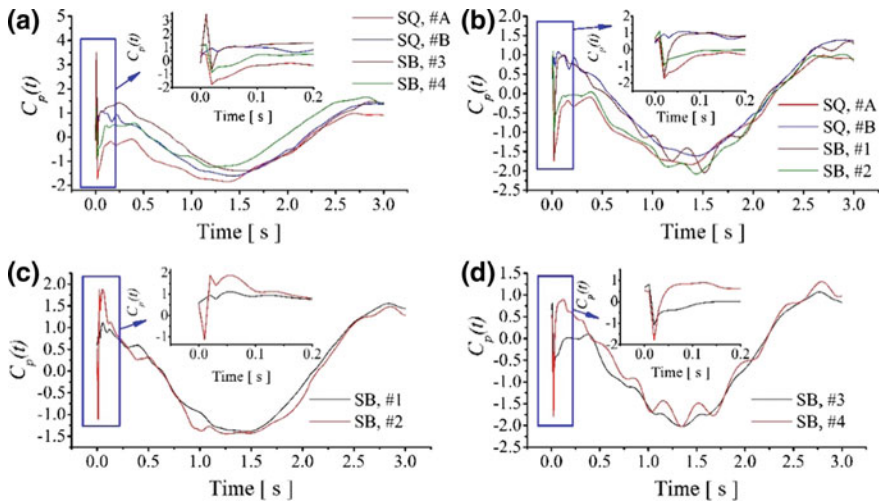 (a)
5
4
3
2
1
0
-1
-2
C_p(t)
0.0 0.5 1.0 1.5 2.0 2.5 3.0
Time [ s ]
C_p(t)
3
2
1
0
-1
-2
0.0 0.1 0.2
Time [ s ]
SQ, #A
SQ, #B
SB, #3
SB, #4
(b)
2.0
1.5
1.0
0.5
0.0
-0.5
-1.0
-1.5
-2.0
-2.5
C_p(t)
0.0 0.5 1.0 1.5 2.0 2.5 3.0
Time [ s ]
C_p(t)
2
1
0
-1
-2
0.0 0.1 0.2
Time [ s ]
SQ, #A
SQ, #B
SB, #1
SB, #2
(c)
2.0
1.5
1.0
0.5
0.0
-0.5
-1.0
-1.5
C_p(t)
0.0 0.5 1.0 1.5 2.0 2.5 3.0
Time [ s ]
C_p(t)
2
1
0
-1
0.0 0.1 0.2
Time [ s ]
SB, #1
SB, #2
(d)
1.5
1.0
0.5
0.0
-0.5
-1.0
-1.5
-2.0
-2.5
C_p(t)
0.0 0.5 1.0 1.5 2.0 2.5 3.0
Time [ s ]
C_p(t)
1
0
-1
-2
0.0 0.1 0.2
Time [ s ]
SB, #3
SB, #4